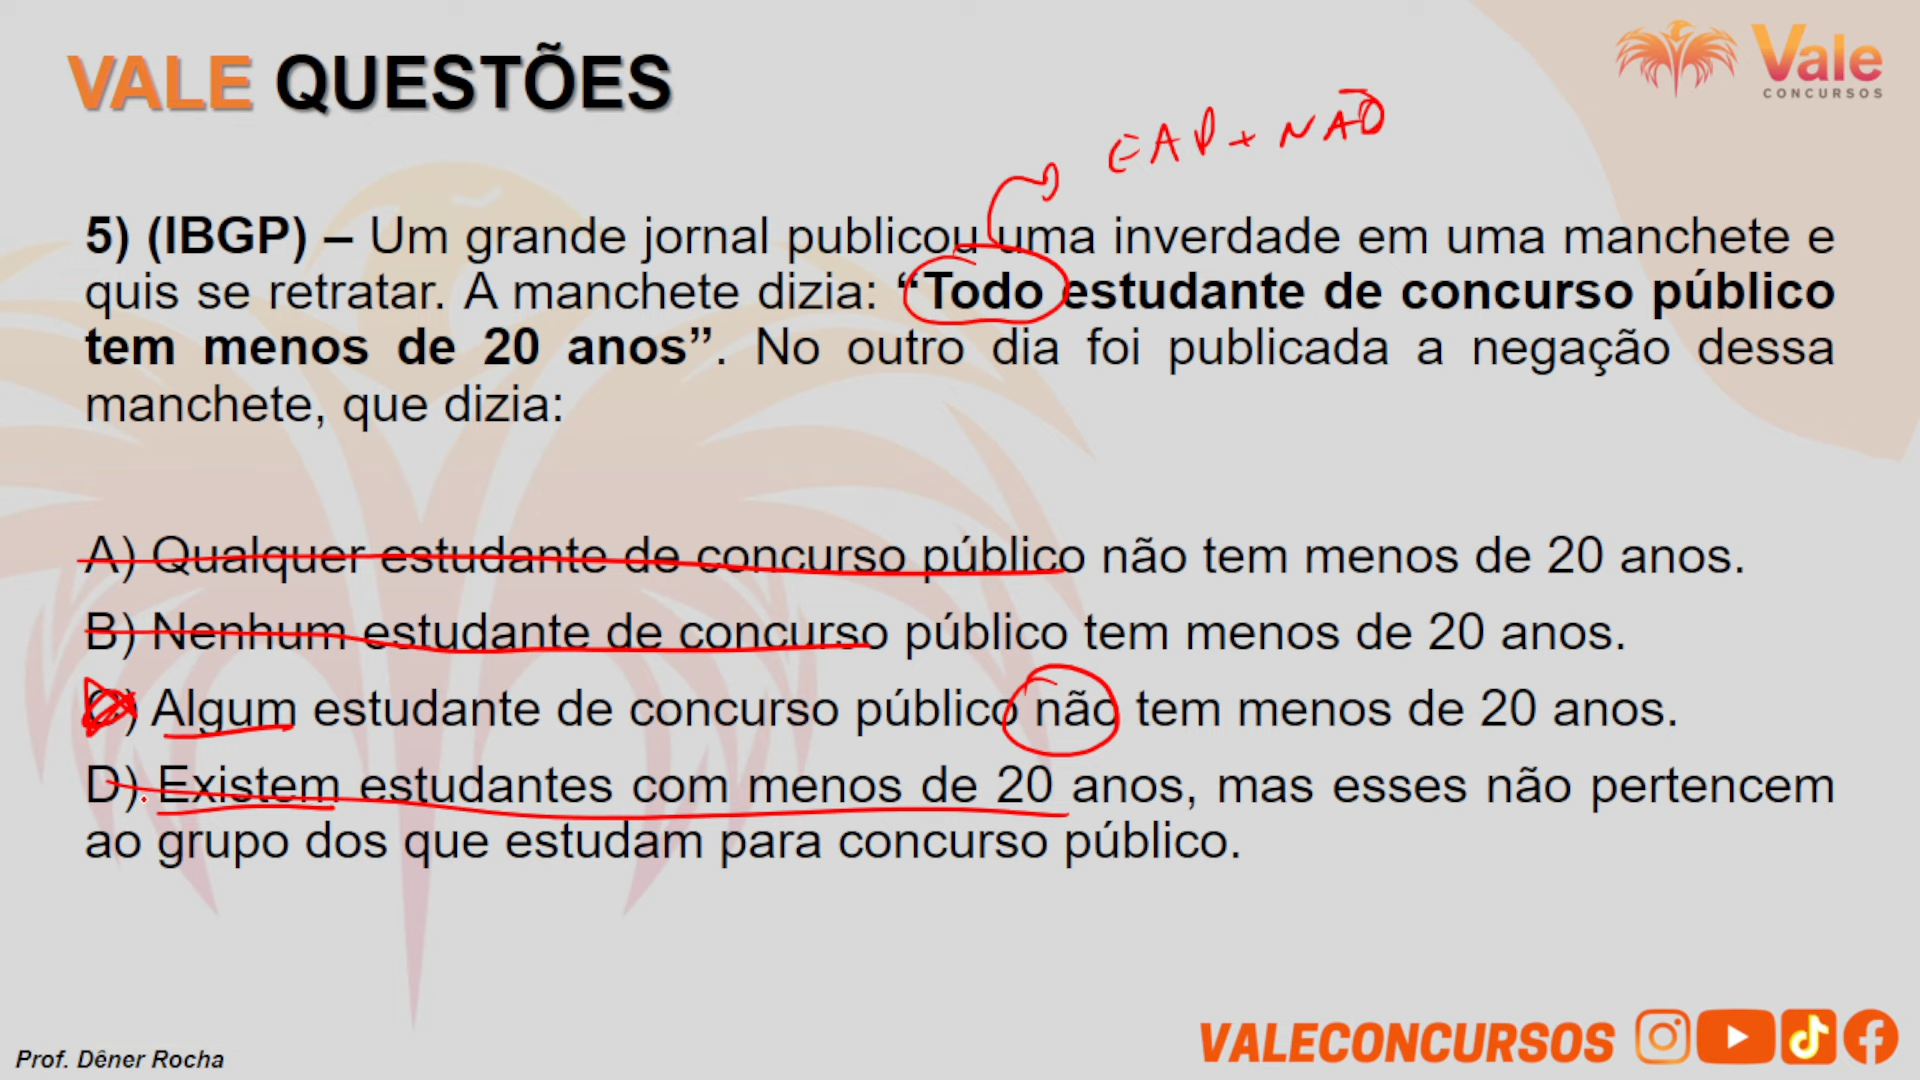 VALE QUESTÕES
Vale
CONCURSOS
EAP + NÃO
5) (IBGP) – Um grande jornal publicou uma inverdade em uma manchete e
quis se retratar. A manchete dizia: “Todo estudante de concurso público
tem menos de 20 anos”. No outro dia foi publicada a negação dessa
manchete, que dizia:
A) Qualquer estudante de concurso público não tem menos de 20 anos.
B) Nenhum estudante de concurso público tem menos de 20 anos.
C) Algum estudante de concurso público não tem menos de 20 anos.
D) Existem estudantes com menos de 20 anos, mas esses não pertencem
ao grupo dos que estudam para concurso público.
Prof. Dêner Rocha
VALECONCURSOS